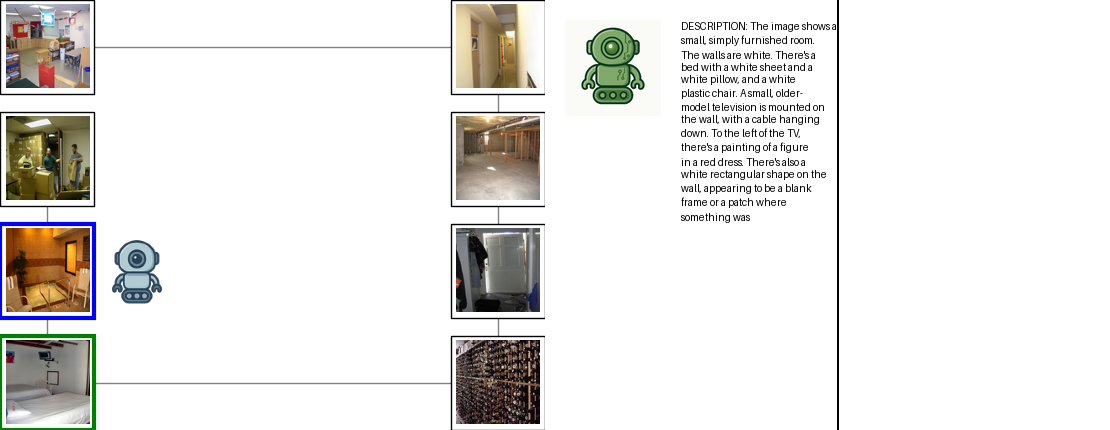 DESCRIPTION: The image shows a
small, simply furnished room.
The walls are white. There's a
bed with a white sheet and a
white pillow, and a white
plastic chair. A small, older-
model television is mounted on
the wall, with a cable hanging
down. To the left of the TV,
there's a painting of a figure
in a red dress. There's also a
white rectangular shape on the
wall, appearing to be a blank
frame or a patch where
something was